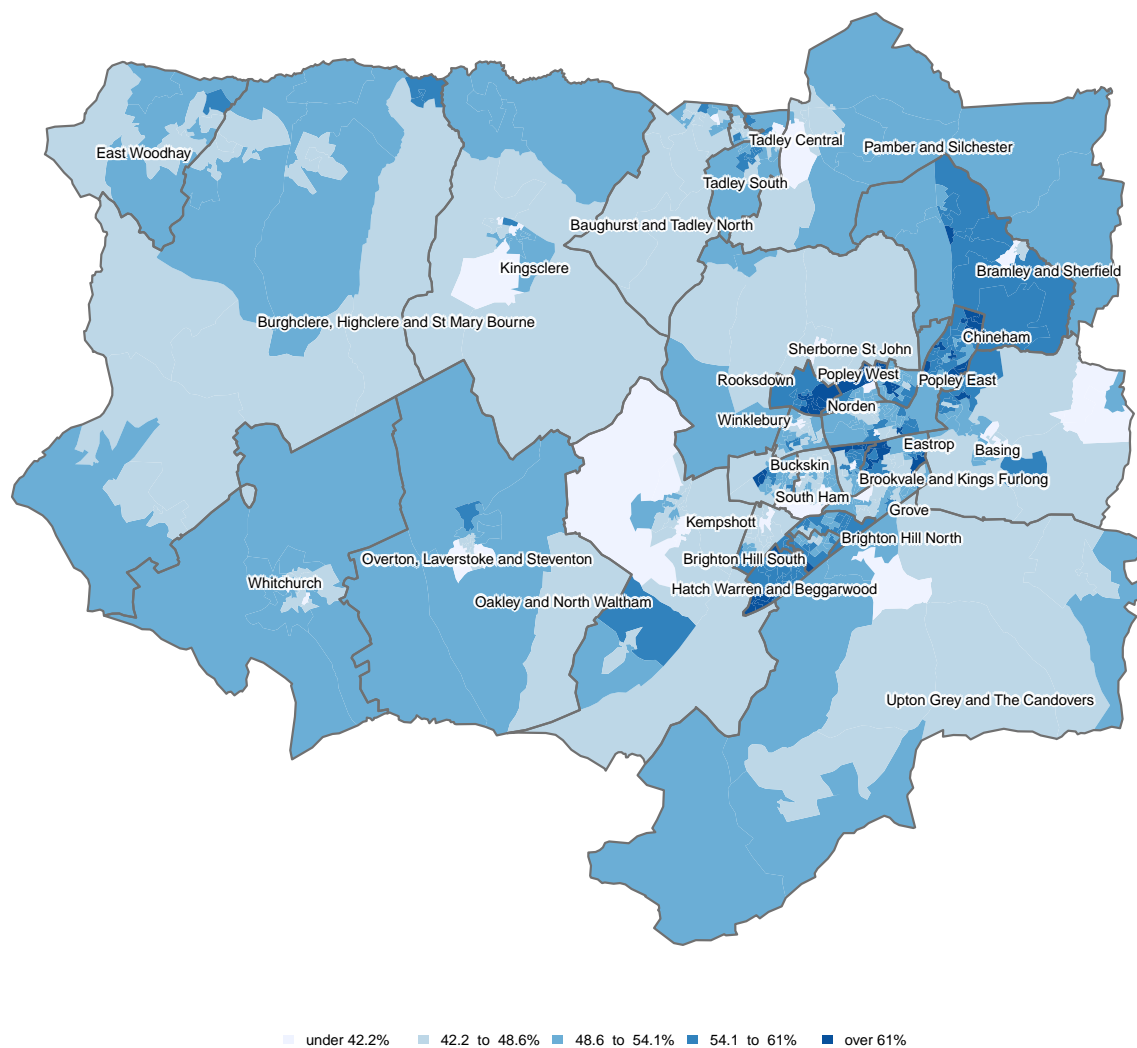 Tadley Central
Pamber and Silchester
East Woodhay
Tadley South
Baughurst and Tadley North
Kingsclere
Bramley and Sherfield
Burghclere, Highclere and St Mary Bourne
Chineham
Sherborne St John
Popley West
Rooksdown
Popley East
Norden
Winklebury
Eastrop
Basing
Buckskin
Brookvale and Kings Furlong
South Ham
Grove
Kempshott
Brighton Hill North
Overton, Laverstoke and Steventon
Brighton Hill South
Whitchurch
Hatch Warren and Beggarwood
Oakley and North Waltham
Upton Grey and The Candovers
under 42.2% 42.2 to 48.6% 48.6 to 54.1% 54.1 to 61% over 61%